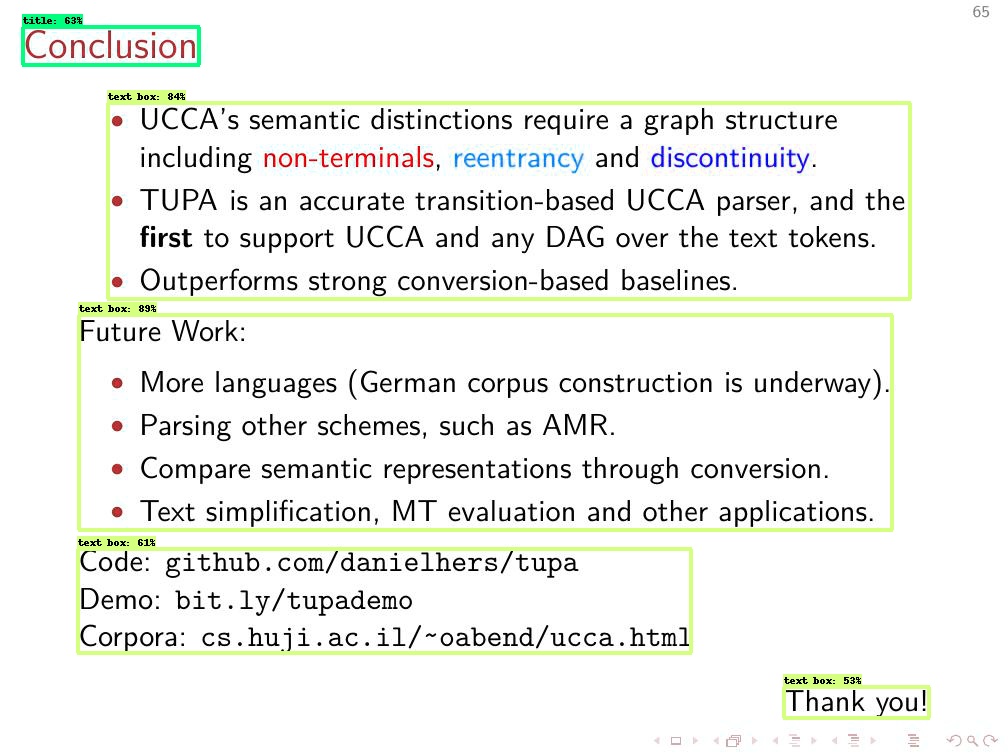 65
title: 63%
Conclusion
text box: 84%
• UCCA's semantic distinctions require a graph structure
including non-terminals, reentrancy and discontinuity.
• TUPA is an accurate transition-based UCCA parser, and the
first to support UCCA and any DAG over the text tokens.
• Outperforms strong conversion-based baselines.
text box: 89%
Future Work:
• More languages (German corpus construction is underway).
• Parsing other schemes, such as AMR.
• Compare semantic representations through conversion.
• Text simplification, MT evaluation and other applications.
text box: 61%
Code: github.com/danielhers/tupa
Demo: bit.ly/tupademo
Corpora: cs.huji.ac.il/~oabend/ucca.html
text box: 53%
Thank you!